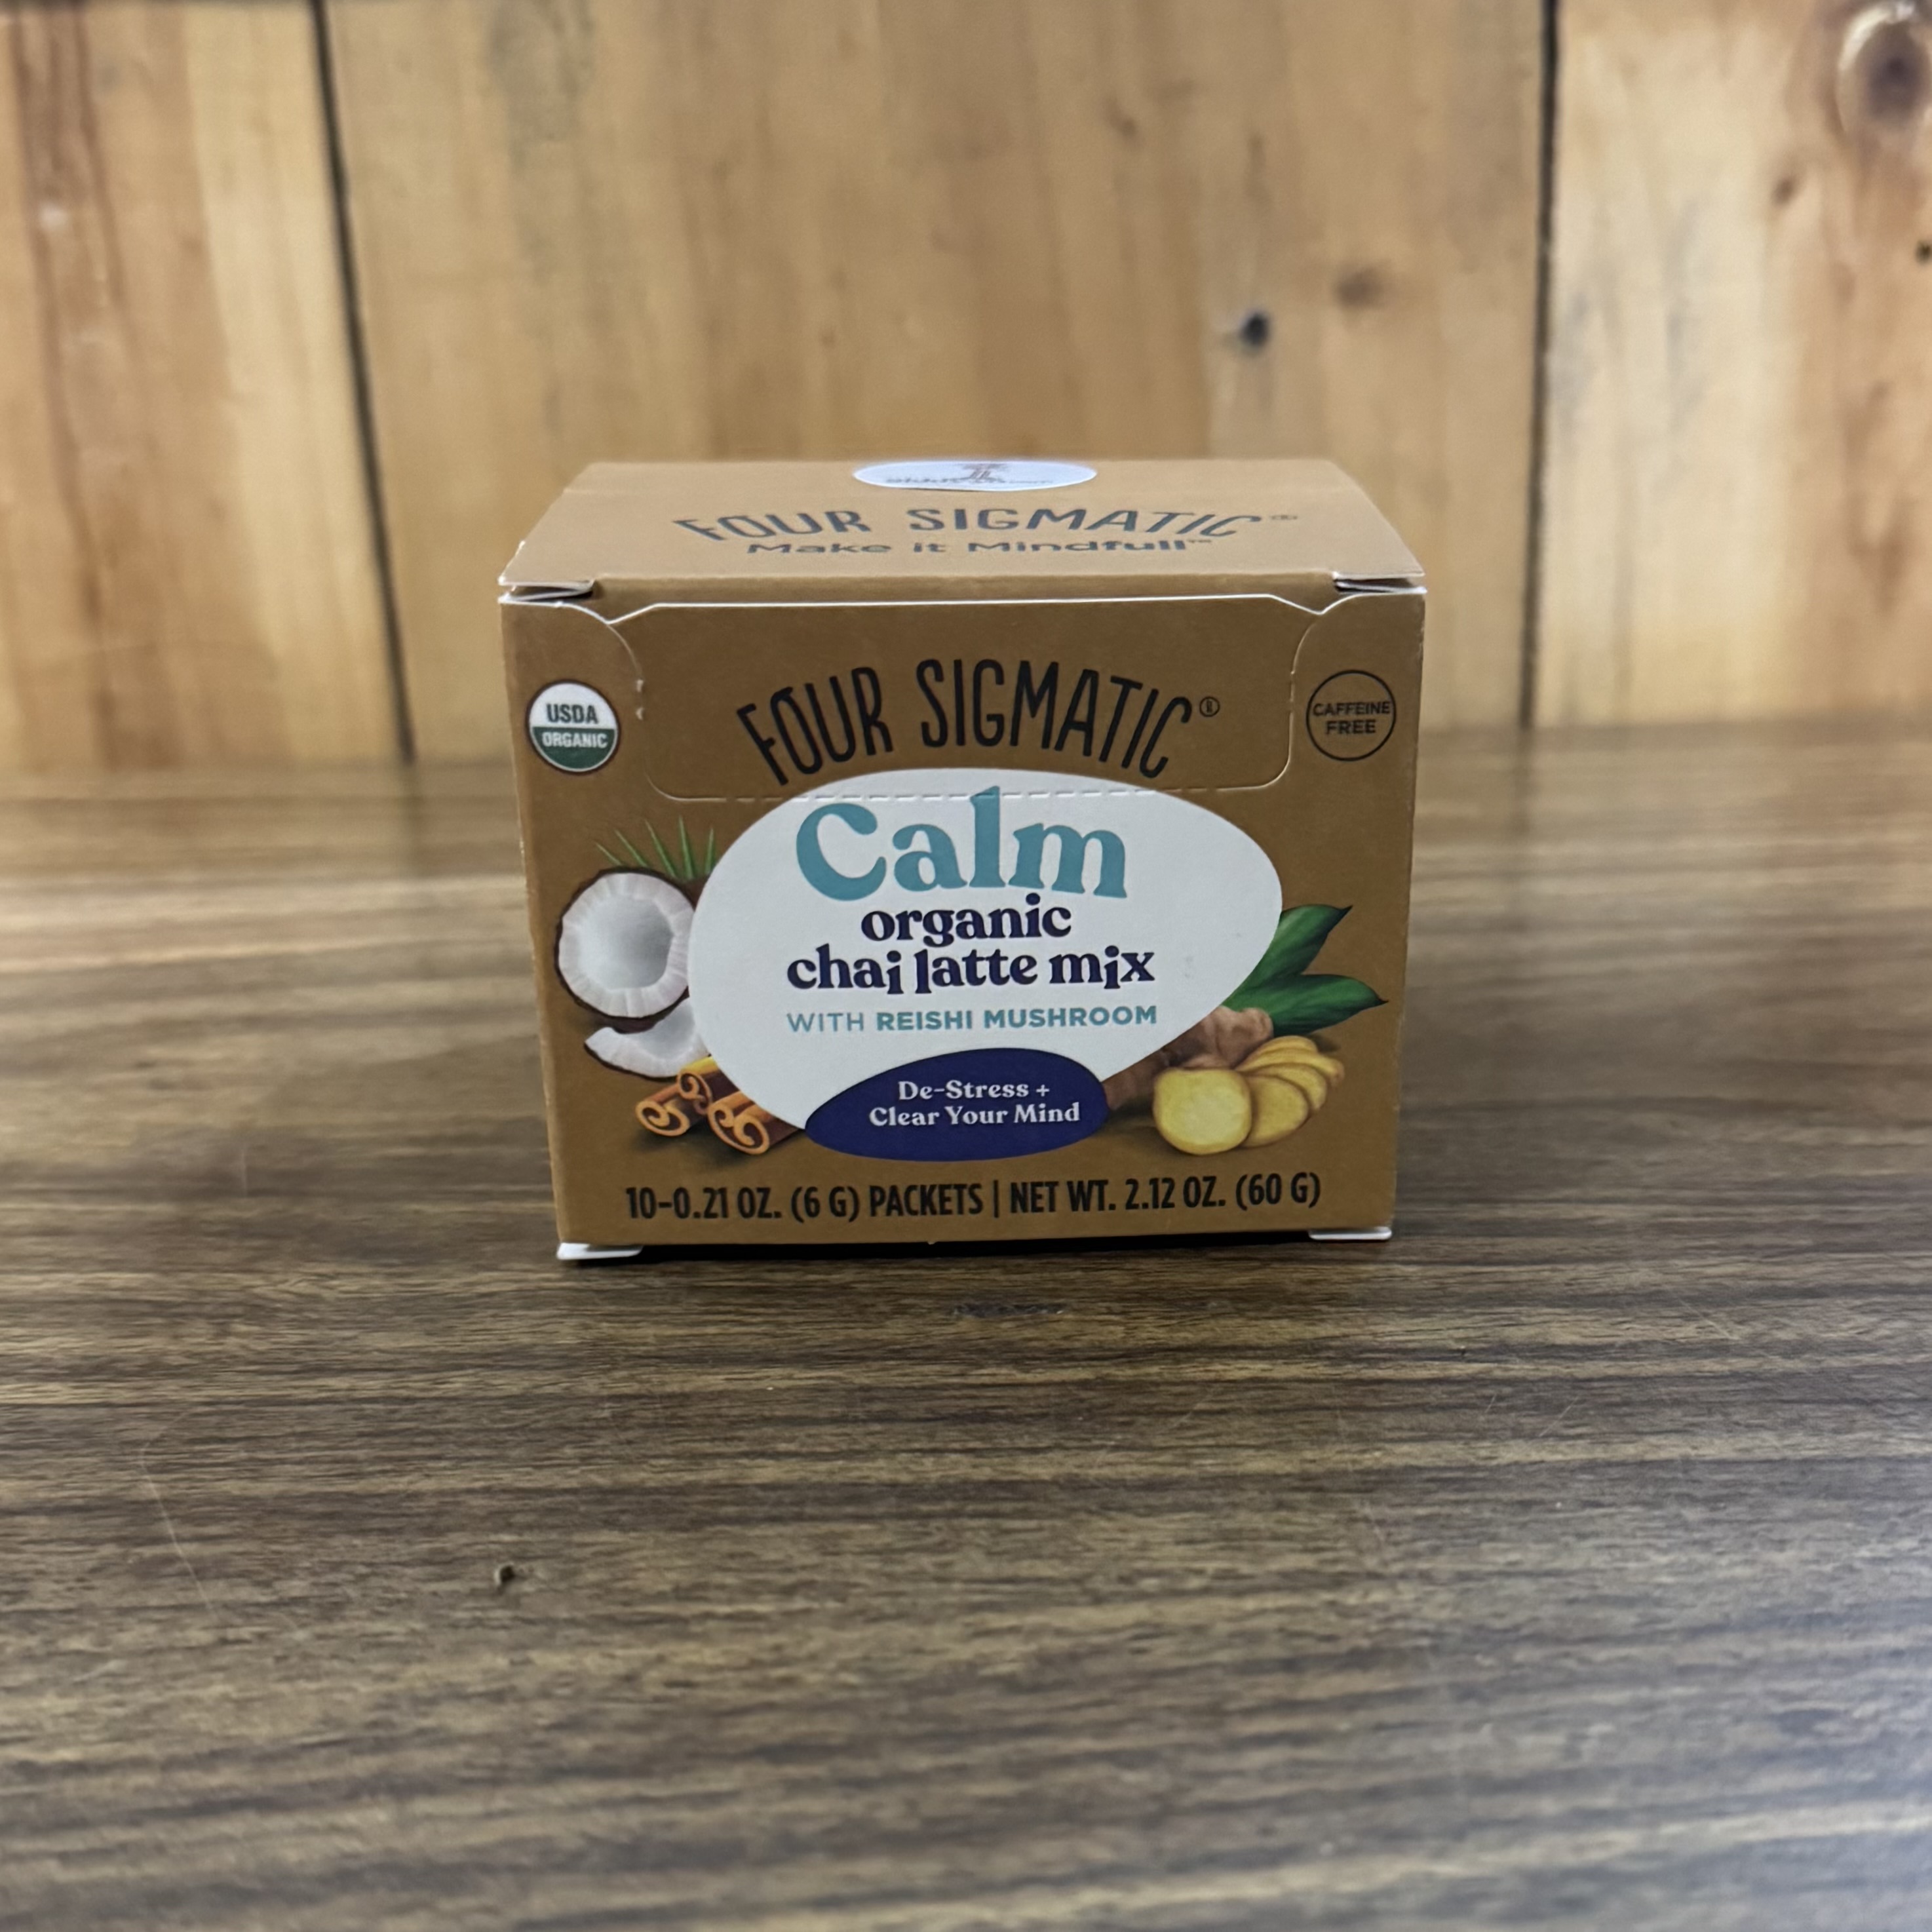 FOUR SIGMATIC®
Make it Mindfull™
FOUR SIGMATIC®
USDA
ORGANIC
CAFFEINE
FREE
Calm
organic
chai latte mix
WITH REISHI MUSHROOM
De-Stress +
Clear Your Mind
10-0.21 OZ. (6 G) PACKETS | NET WT. 2.12 OZ. (60 G)